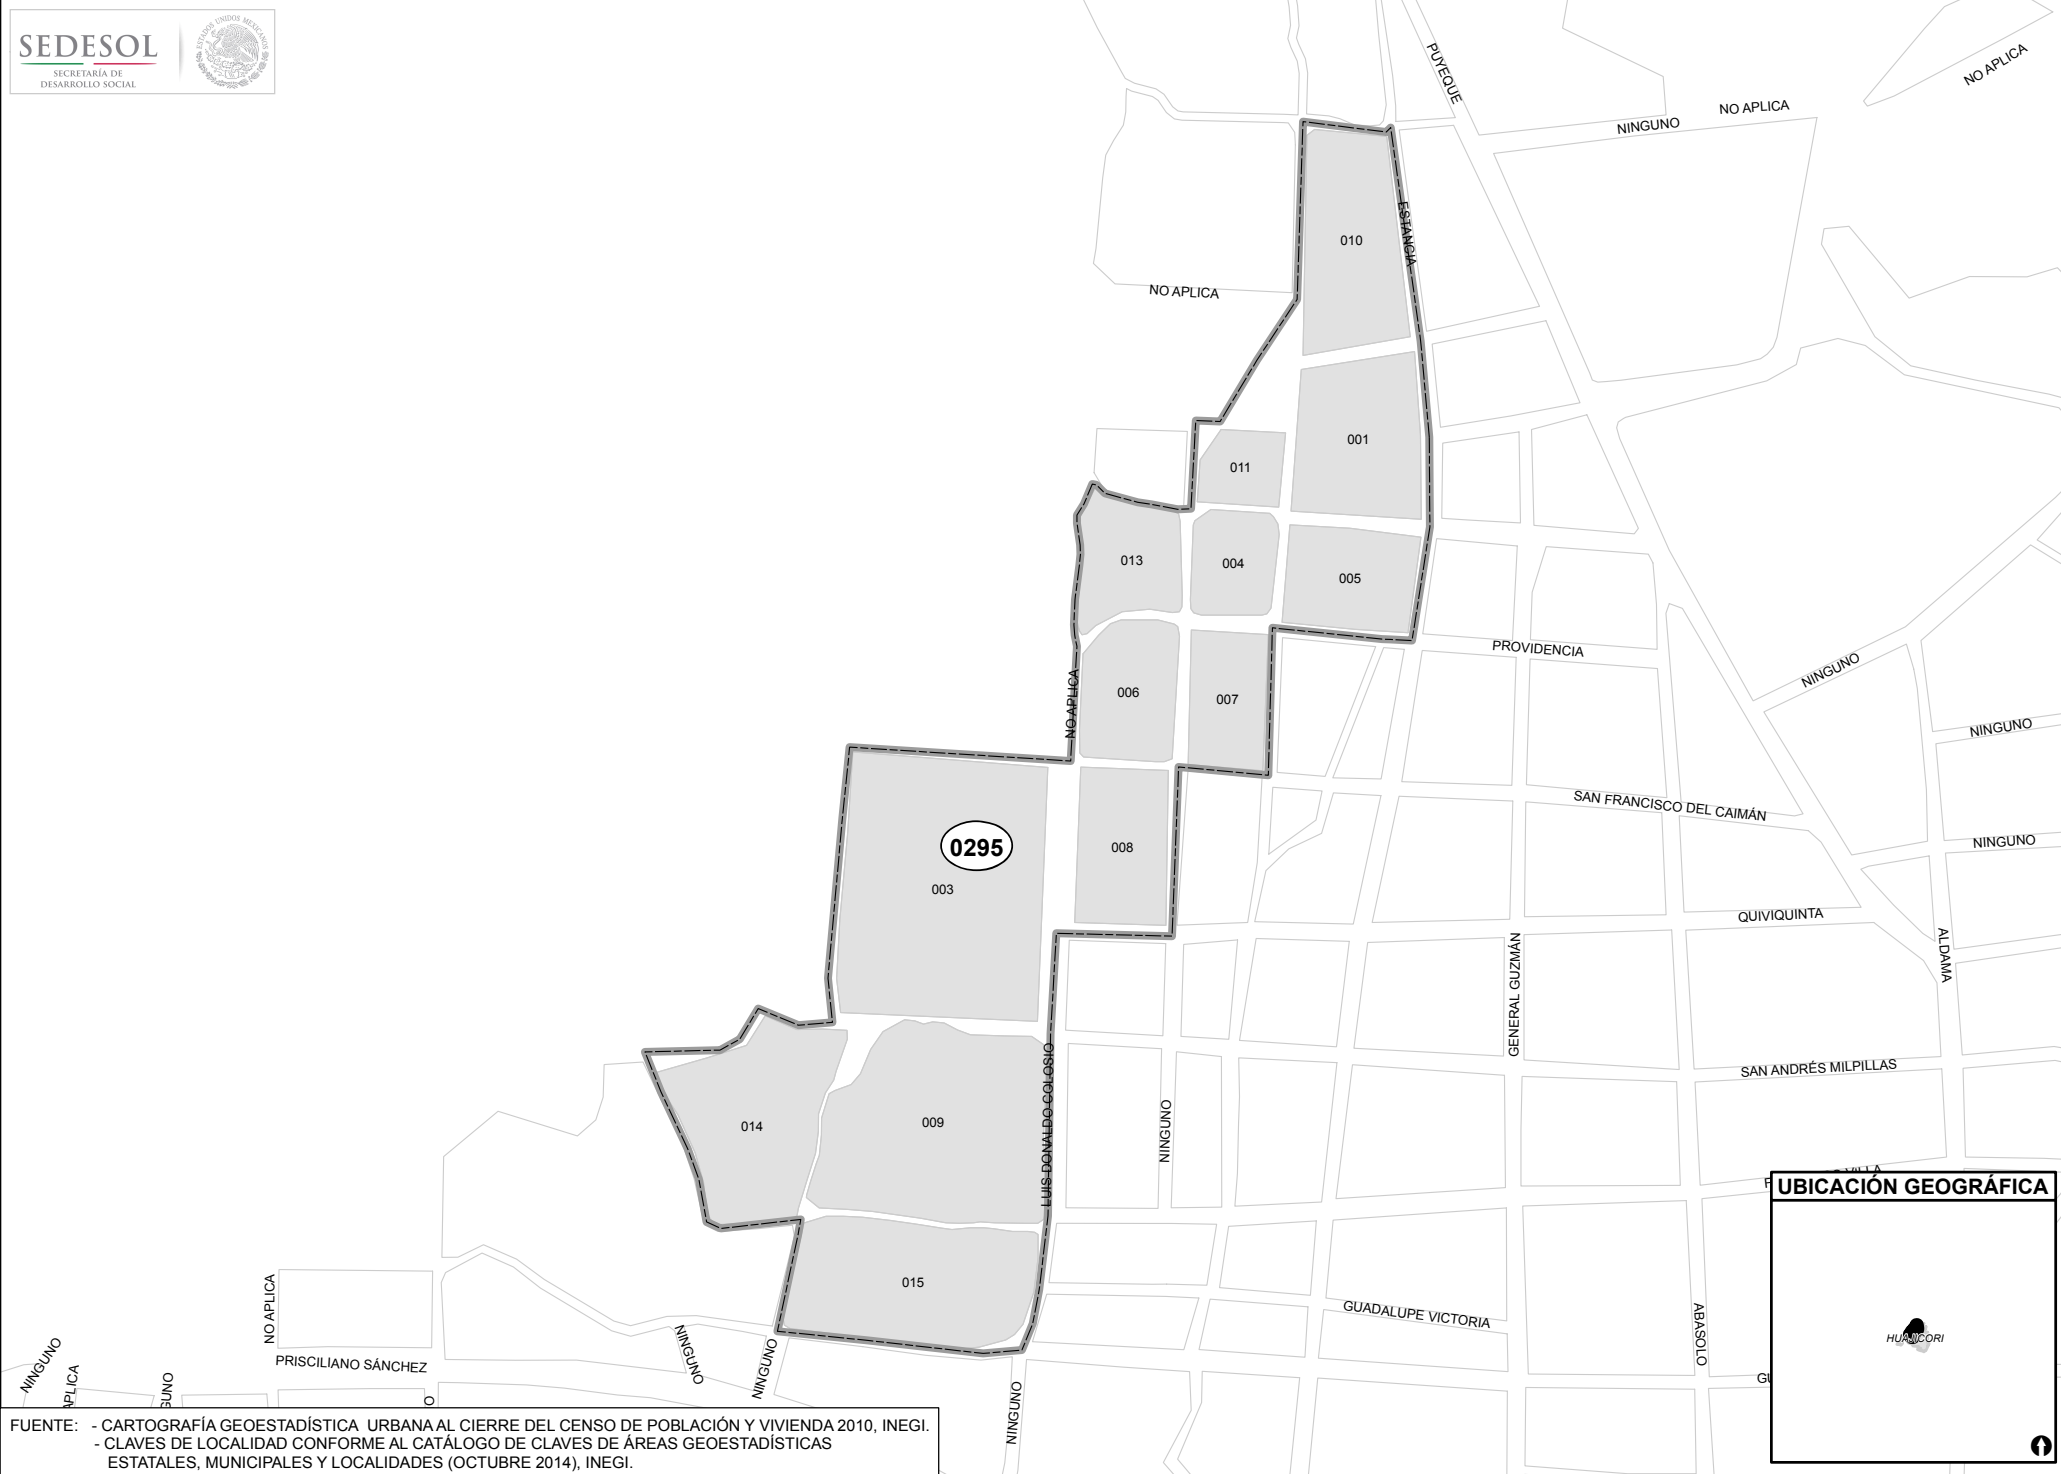 SEDESOL
SECRETARÍA DE
DESARROLLO SOCIAL
ESTADOS UNIDOS MEXICANOS
PUYEQUE
NO APLICA
NO APLICA
NINGUNO
ESTANCIA
010
NO APLICA
001
011
013
004
005
PROVIDENCIA
NINGUNO
006
007
NO APLICA
NINGUNO
SAN FRANCISCO DEL CAIMÁN
0295
008
NINGUNO
003
QUIVIQUINTA
ALDAMA
GENERAL GUZMÁN
LUIS DONALDO COLOSIO
SAN ANDRÉS MILPILLAS
014
009
NINGUNO
UBICACIÓN GEOGRÁFICA
HUAJICORI
015
NO APLICA
GUADALUPE VICTORIA
ABASOLO
NINGUNO
PRISCILIANO SÁNCHEZ
NINGUNO
NINGUNO
NINGUNO
FUENTE: - CARTOGRAFÍA GEOESTADÍSTICA URBANA AL CIERRE DEL CENSO DE POBLACIÓN Y VIVIENDA 2010, INEGI.
- CLAVES DE LOCALIDAD CONFORME AL CATÁLOGO DE CLAVES DE ÁREAS GEOESTADÍSTICAS
ESTATALES, MUNICIPALES Y LOCALIDADES (OCTUBRE 2014), INEGI.